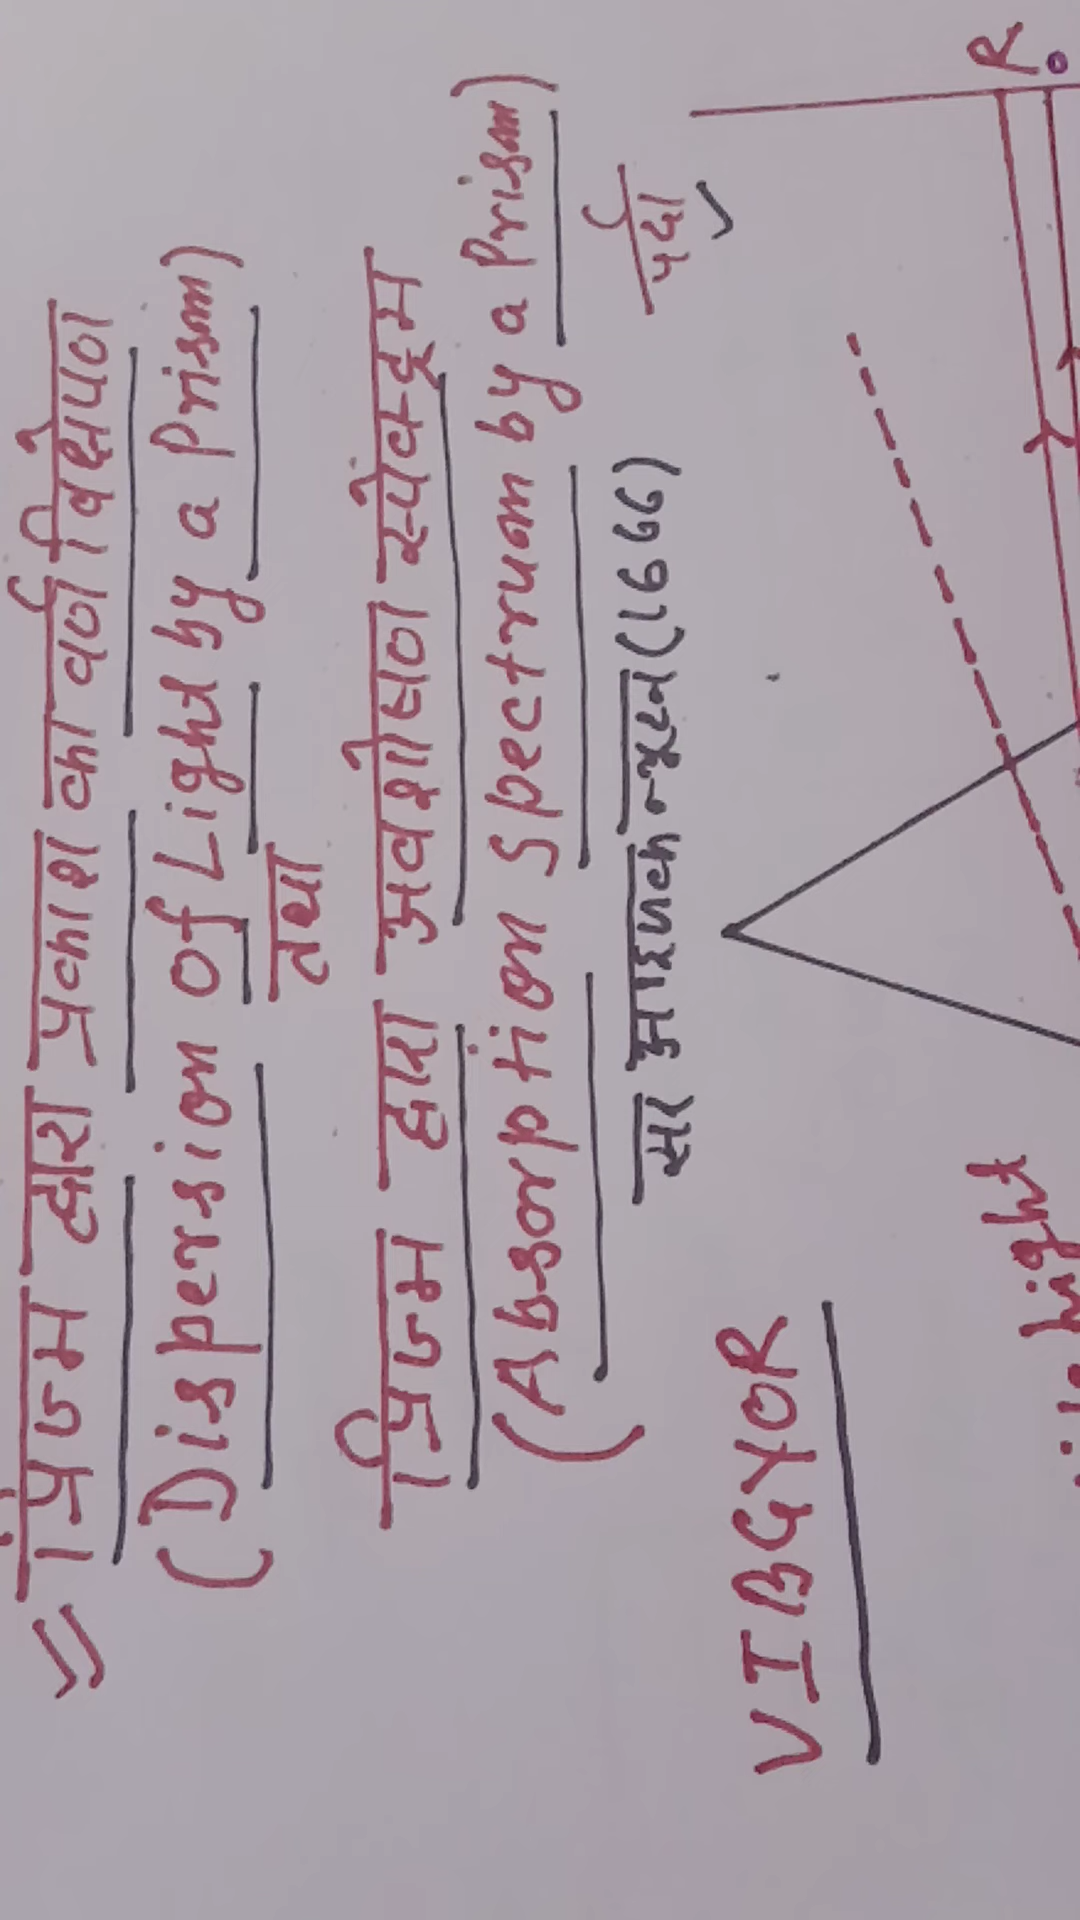 प्रिज्म द्वारा प्रकाश का वर्ण विक्षेपण
(Dispersion of Light by a Prism)
तथा
प्रिज्म द्वारा अवशोषण स्पेक्ट्रम
(Absorption Spectrum by a Prism)
सर आइजक न्यूटन (1666)
पर्दा
R
O
VIBGYOR
Light